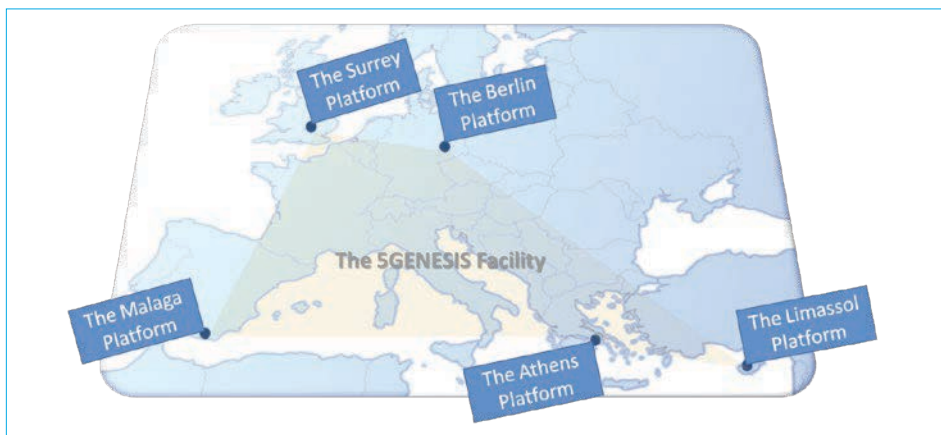 The Surrey
Platform
The Berlin
Platform
The 5GENESIS Facility
The Malaga
Platform
The Limassol
Platform
The Athens
Platform